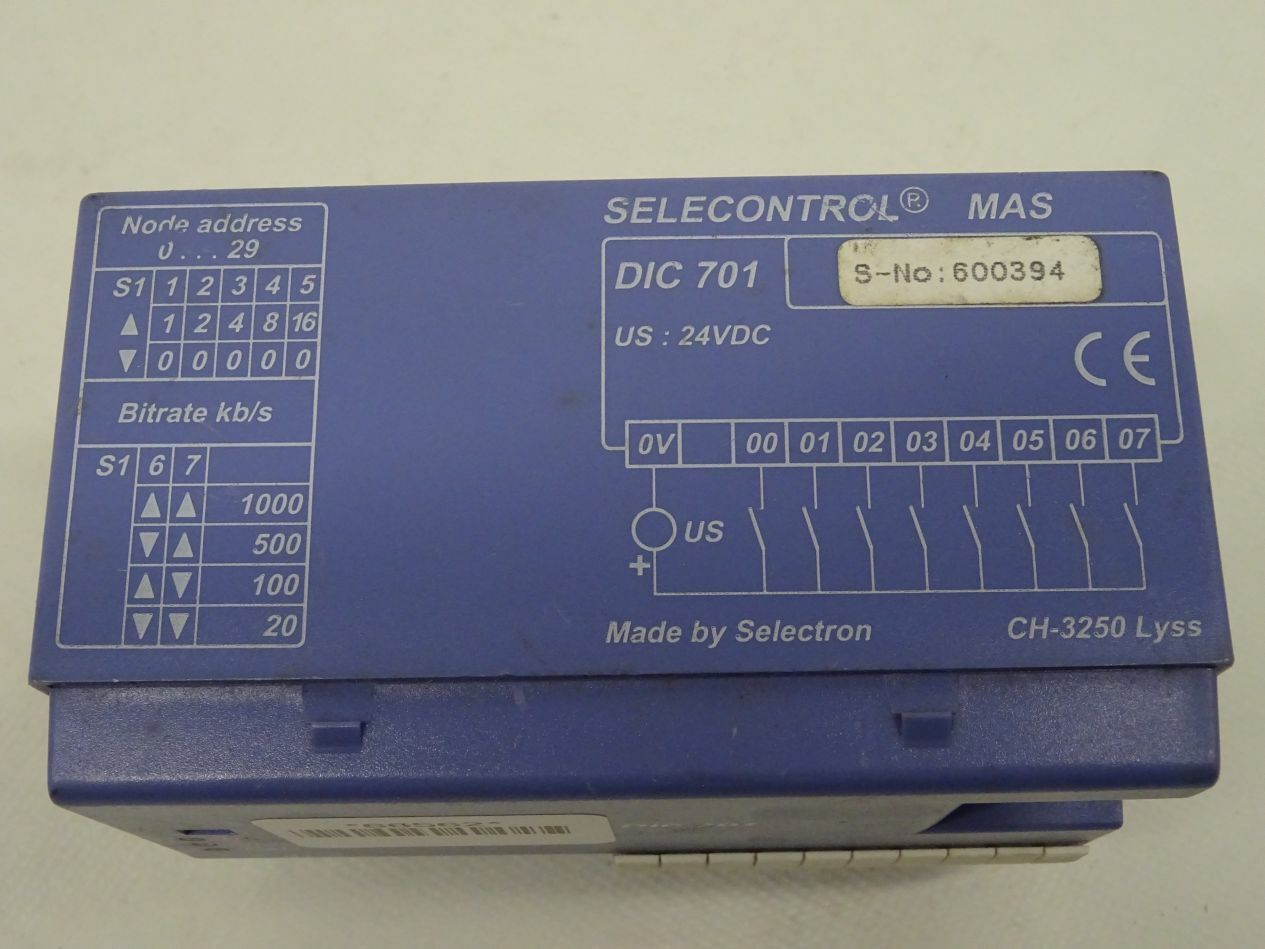 Node address
0 . . . 29
S1 1 2 3 4 5
▲ 1 2 4 8 16
▼ 0 0 0 0 0
Bitrate kb/s
S1 6 7
▲ ▲ 1000
▼ ▲ 500
▲ ▼ 100
▼ ▼ 20
SELECONTROL® MAS
DIC 701
S-No:600394
US : 24VDC
CE
0V 00 01 02 03 04 05 06 07
US
+
Made by Selectron
CH-3250 Lyss